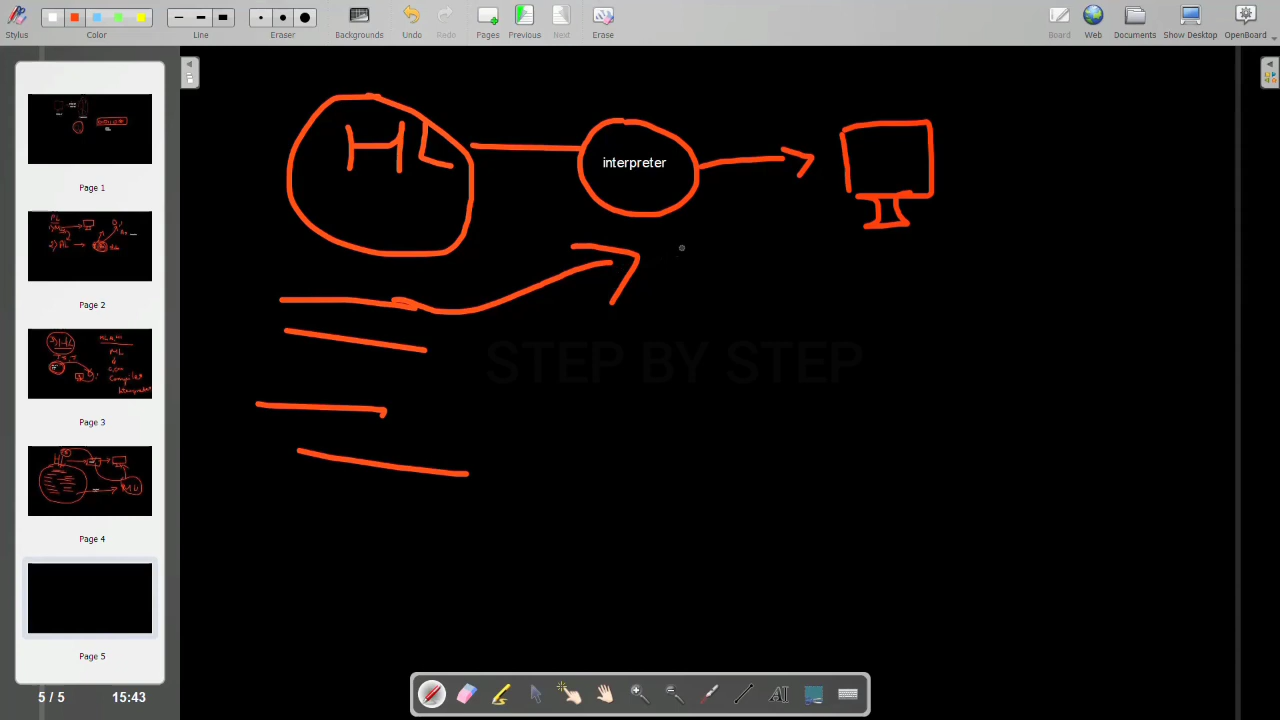 Stylus
Color
Line
Eraser
Backgrounds
Undo
Redo
Pages
Previous
Next
Erase
Board
Web
Documents
Show Desktop
OpenBoard
HL
interpreter
STEP BY STEP
Page 1
Page 2
Page 3
Page 4
Page 5
5 / 5
15:43
AI